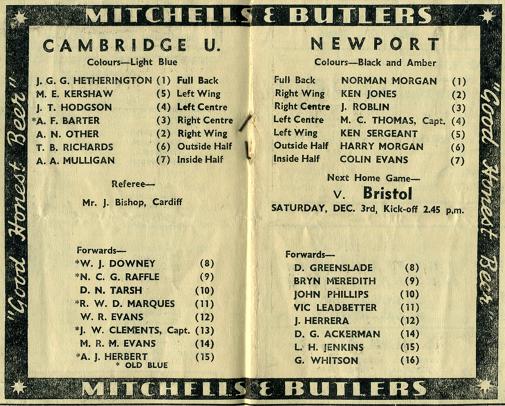 MITCHELLS & BUTLERS
"Good Honest Beer"
CAMBRIDGE U.
Colours—Light Blue
J. G. G. HETHERINGTON (1) Full Back
M. E. KERSHAW (5) Left Wing
J. T. HODGSON (4) Left Centre
*A. F. BARTER (3) Right Centre
A. N. OTHER (2) Right Wing
T. B. RICHARDS (6) Outside Half
A. A. MULLIGAN (7) Inside Half
Referee—
Mr. J. Bishop, Cardiff
Forwards—
*W. J. DOWNEY (8)
*N. C. G. RAFFLE (9)
D. N. TARSH (10)
*R. W. D. MARQUES (11)
W. R. EVANS (12)
*J. W. CLEMENTS, Capt. (13)
M. R. M. EVANS (14)
*A. J. HERBERT (15)
* OLD BLUE
NEWPORT
Colours—Black and Amber
Full Back NORMAN MORGAN (1)
Right Wing KEN JONES (2)
Right Centre J. ROBLIN (3)
Left Centre M. C. THOMAS, Capt. (4)
Left Wing KEN SERGEANT (5)
Outside Half HARRY MORGAN (6)
Inside Half COLIN EVANS (7)
Next Home Game—
V. Bristol
SATURDAY, DEC. 3rd, Kick-off 2.45 p.m.
Forwards—
D. GREENSLADE (8)
BRYN MEREDITH (9)
JOHN PHILLIPS (10)
VIC LEADBETTER (11)
J. HERRERA (12)
D. G. ACKERMAN (14)
L. H. JENKINS (15)
G. WHITSON (16)
"Good Honest Beer"
MITCHELLS & BUTLERS